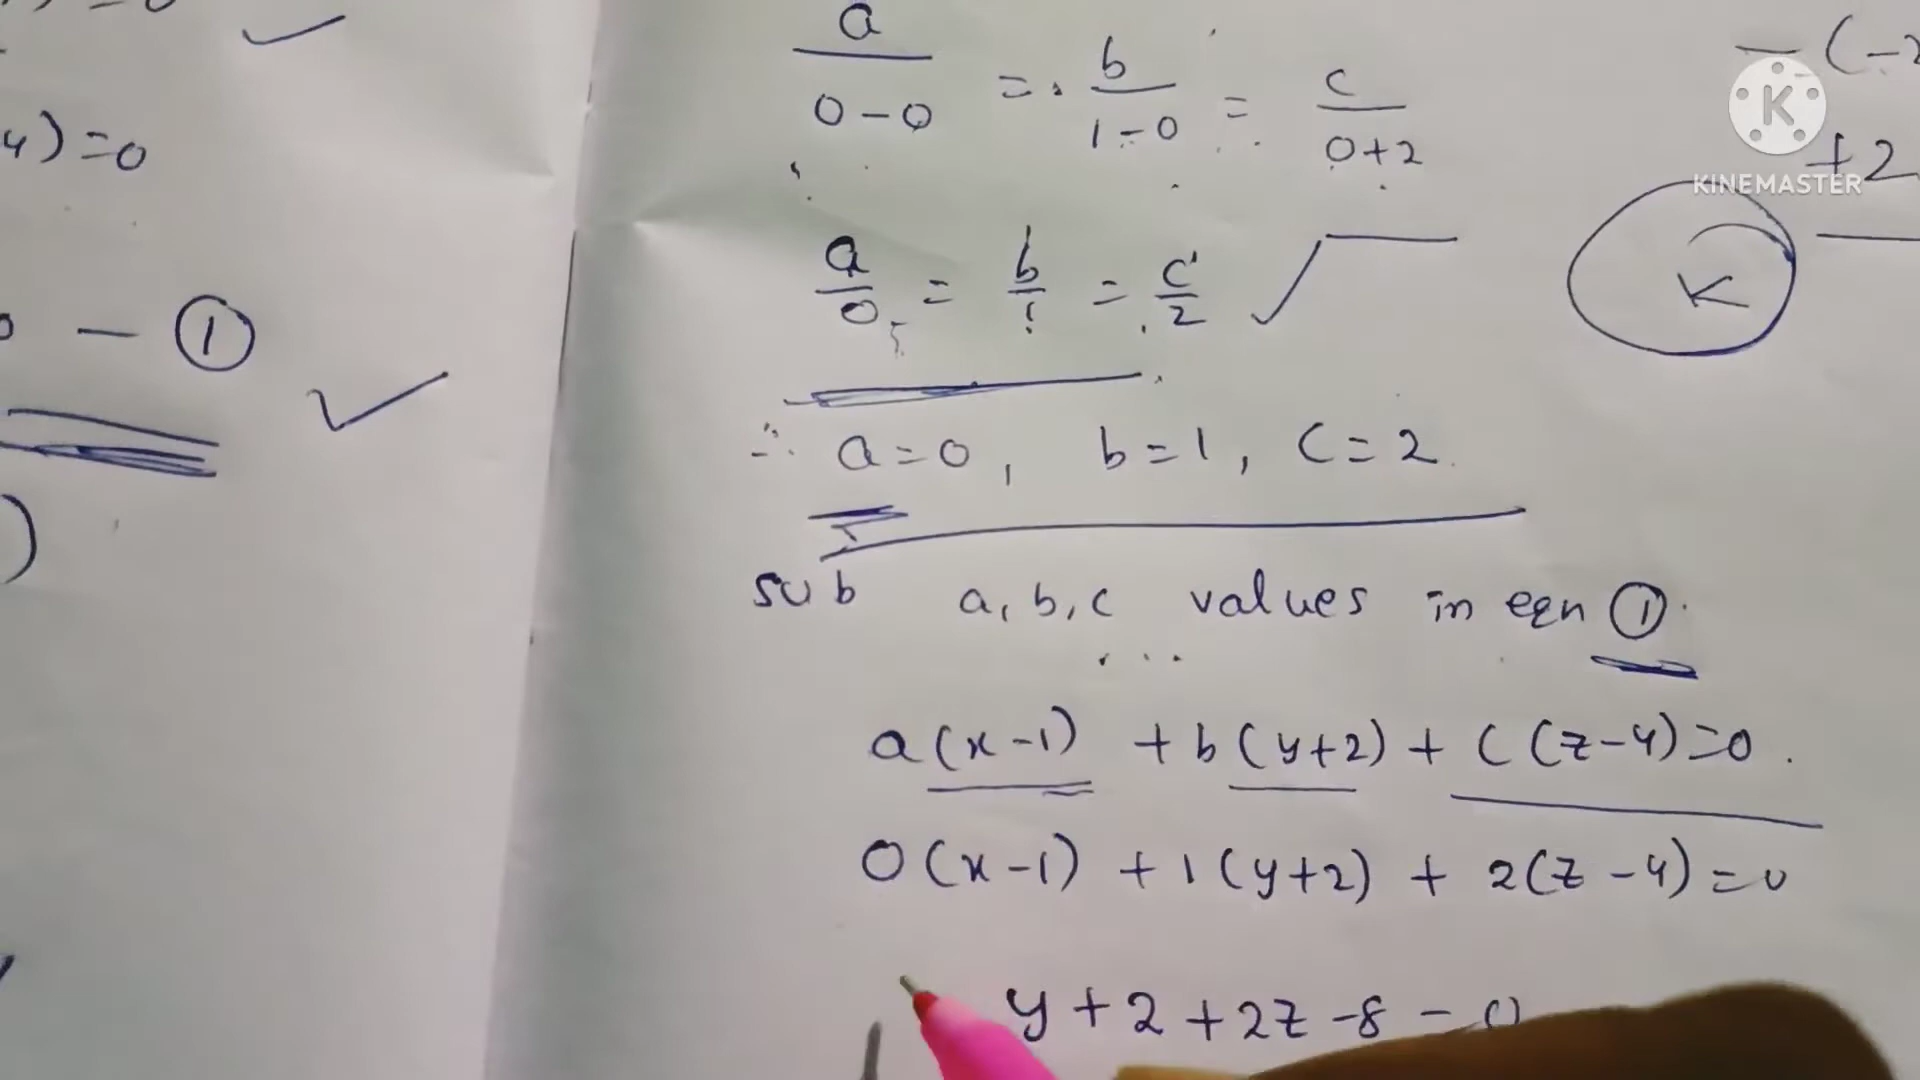 4) = 0
— ①
)
a/(0-0) = b/(1-0) = c/(0+2)
a/0 = b/1 = c/2
∴ a = 0, b = 1, c = 2
sub a, b, c values in eqn ①.
a(x-1) + b(y+2) + c(z-4) = 0.
0(x-1) + 1(y+2) + 2(z-4) = 0
y + 2 + 2z - 8 = 0
+2
K
KINEMASTER